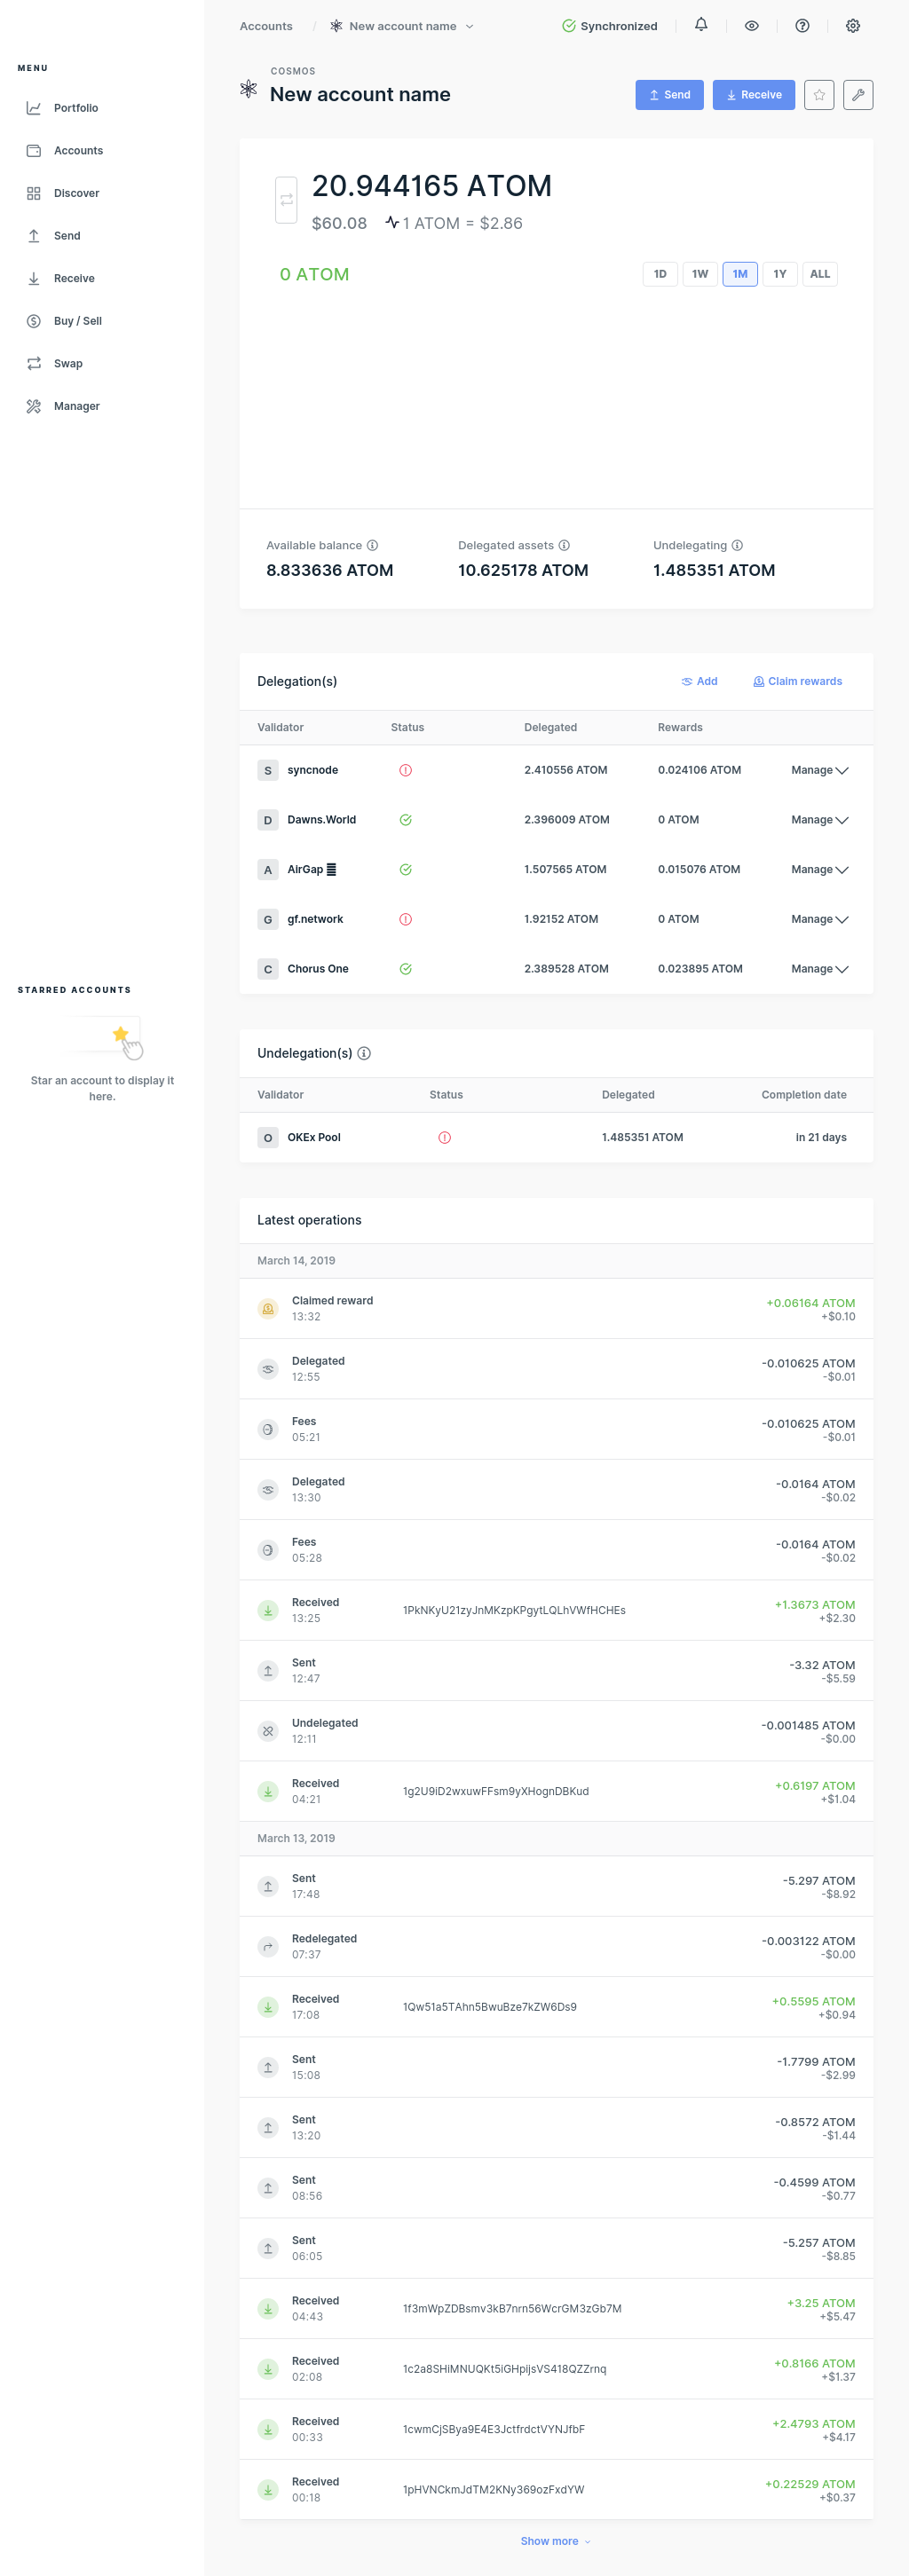 Accounts / New account name
Synchronized
MENU
Portfolio
Accounts
Discover
Send
Receive
Buy / Sell
Swap
Manager
STARRED ACCOUNTS
Star an account to display it
here.
COSMOS
New account name
Send
Receive
20.944165 ATOM
$60.08 1 ATOM = $2.86
0 ATOM
1D 1W 1M 1Y ALL
Available balance Delegated assets Undelegating
8.833636 ATOM 10.625178 ATOM 1.485351 ATOM
Delegation(s) Add Claim rewards
Validator Status Delegated Rewards
S syncnode 2.410556 ATOM 0.024106 ATOM Manage
D Dawns.World 2.396009 ATOM 0 ATOM Manage
A AirGap 1.507565 ATOM 0.015076 ATOM Manage
G gf.network 1.92152 ATOM 0 ATOM Manage
C Chorus One 2.389528 ATOM 0.023895 ATOM Manage
Undelegation(s)
Validator Status Delegated Completion date
O OKEx Pool 1.485351 ATOM in 21 days
Latest operations
March 14, 2019
Claimed reward +0.06164 ATOM
13:32 +$0.10
Delegated -0.010625 ATOM
12:55 -$0.01
Fees -0.010625 ATOM
05:21 -$0.01
Delegated -0.0164 ATOM
13:30 -$0.02
Fees -0.0164 ATOM
05:28 -$0.02
Received 1PkNKyU21zyJnMKzpKPgytLQLhVWfHCHEs +1.3673 ATOM
13:25 +$2.30
Sent -3.32 ATOM
12:47 -$5.59
Undelegated -0.001485 ATOM
12:11 -$0.00
Received 1g2U9iD2wxuwFFsm9yXHognDBKud +0.6197 ATOM
04:21 +$1.04
March 13, 2019
Sent -5.297 ATOM
17:48 -$8.92
Redelegated -0.003122 ATOM
07:37 -$0.00
Received 1Qw51a5TAhn5BwuBze7kZW6Ds9 +0.5595 ATOM
17:08 +$0.94
Sent -1.7799 ATOM
15:08 -$2.99
Sent -0.8572 ATOM
13:20 -$1.44
Sent -0.4599 ATOM
08:56 -$0.77
Sent -5.257 ATOM
06:05 -$8.85
Received 1f3mWpZDBsmv3kB7nrn56WcrGM3zGb7M +3.25 ATOM
04:43 +$5.47
Received 1c2a8SHiMNUQKt5iGHpijsVS418QZZrnq +0.8166 ATOM
02:08 +$1.37
Received 1cwmCjSBya9E4E3JctfrdctVYNJfbF +2.4793 ATOM
00:33 +$4.17
Received 1pHVNCkmJdTM2KNy369ozFxdYW +0.22529 ATOM
00:18 +$0.37
Show more